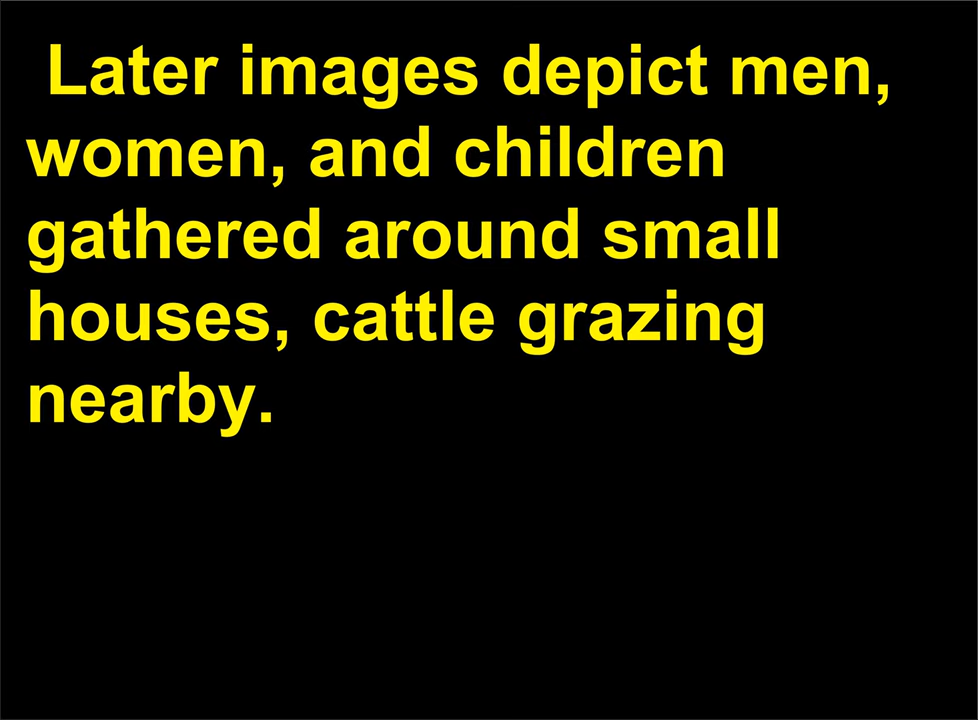 Later images depict men,
women, and children
gathered around small
houses, cattle grazing
nearby.